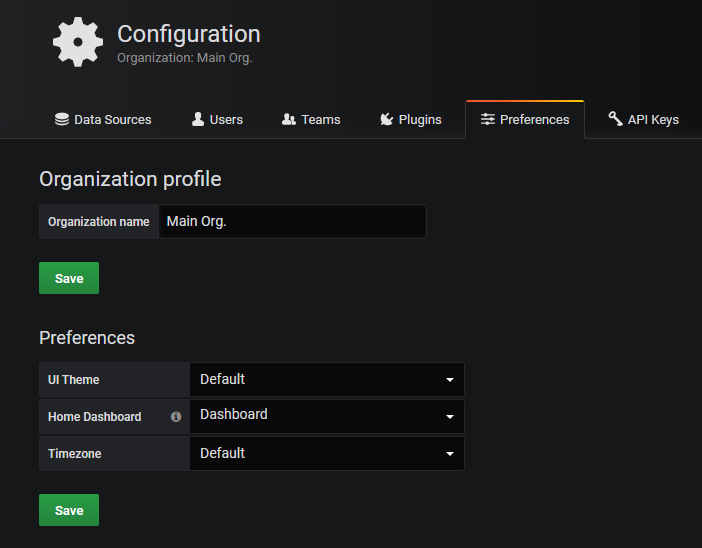 Configuration
Organization: Main Org.
Data Sources Users Teams Plugins Preferences API Keys
Organization profile
Organization name Main Org.
Save
Preferences
UI Theme Default
Home Dashboard Dashboard
Timezone Default
Save